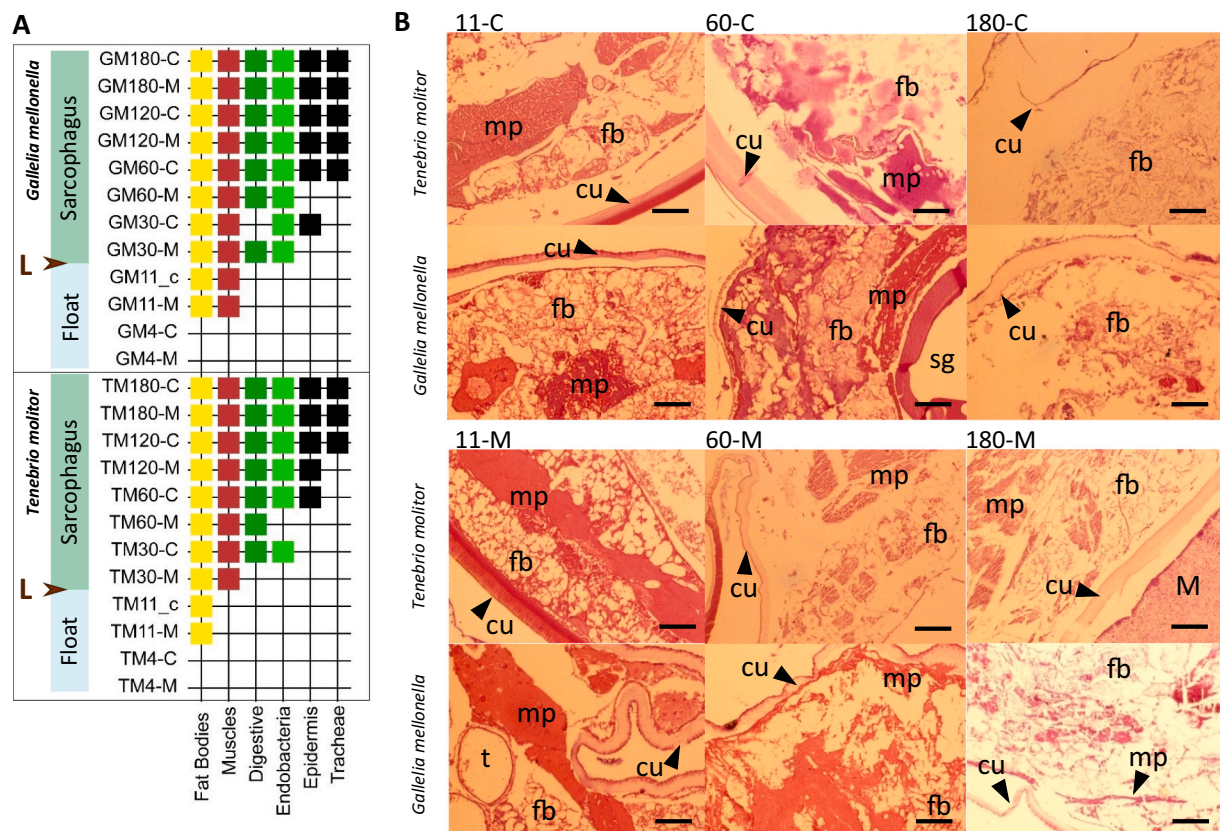 A
Gallelia mellonella
Sarcophagus
Float
L
GM180-C
GM180-M
GM120-C
GM120-M
GM60-C
GM60-M
GM30-C
GM30-M
GM11_c
GM11-M
GM4-C
GM4-M
Tenebrio molitor
Sarcophagus
Float
L
TM180-C
TM180-M
TM120-C
TM120-M
TM60-C
TM60-M
TM30-C
TM30-M
TM11_c
TM11-M
TM4-C
TM4-M
Fat Bodies
Muscles
Digestive
Endobacteria
Epidermis
Tracheae
B
11-C 60-C 180-C
Tenebrio molitor
mp fb cu
cu fb mp
cu fb
Gallelia mellonella
cu fb mp
cu fb mp sg
cu fb
11-M 60-M 180-M
Tenebrio molitor
mp fb cu
cu mp fb
mp fb cu M
Gallelia mellonella
mp t cu fb
cu mp fb
fb cu mp